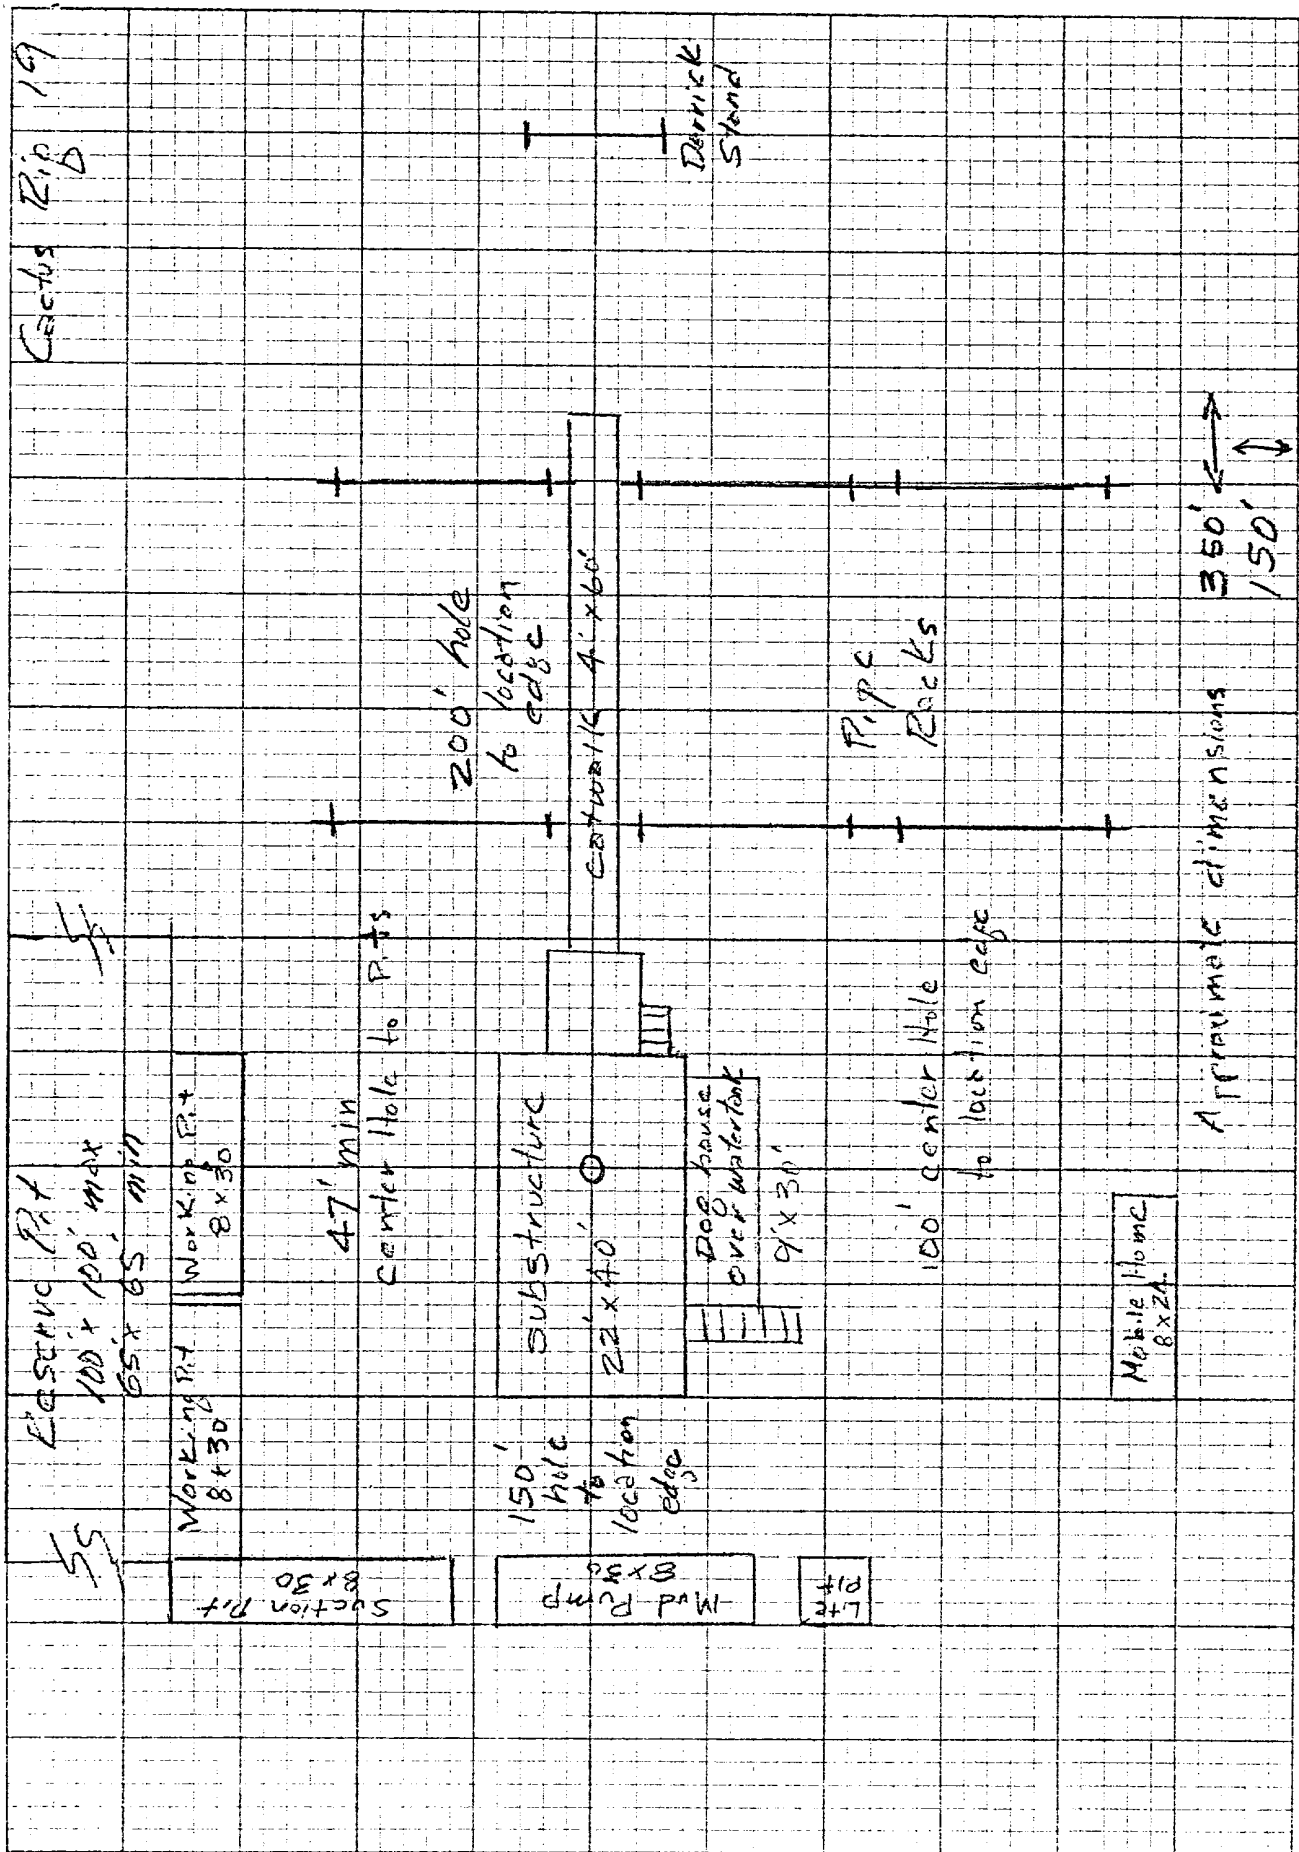 Cactus Rig 19
Reserve Pit
100' x 100' max
65' x 65' min
55
Working Pit
8 x 30
Working Pit
8 x 30'
Suction Pit
8 x 30
47' min
center Hole to Pits
200' hole
to location
edge
Derrick
Stand
catwalk 4' x 60'
Substructure
22' x 40'
150'
hole
to
location
edge
Mud Pump
8 x 30
Dog house
over watertank
9' x 30'
Lite
Plt
Pipe
Racks
100' center Hole
to location edge
Mobile Home
8 x 24
Approximate dimensions
350'
150'